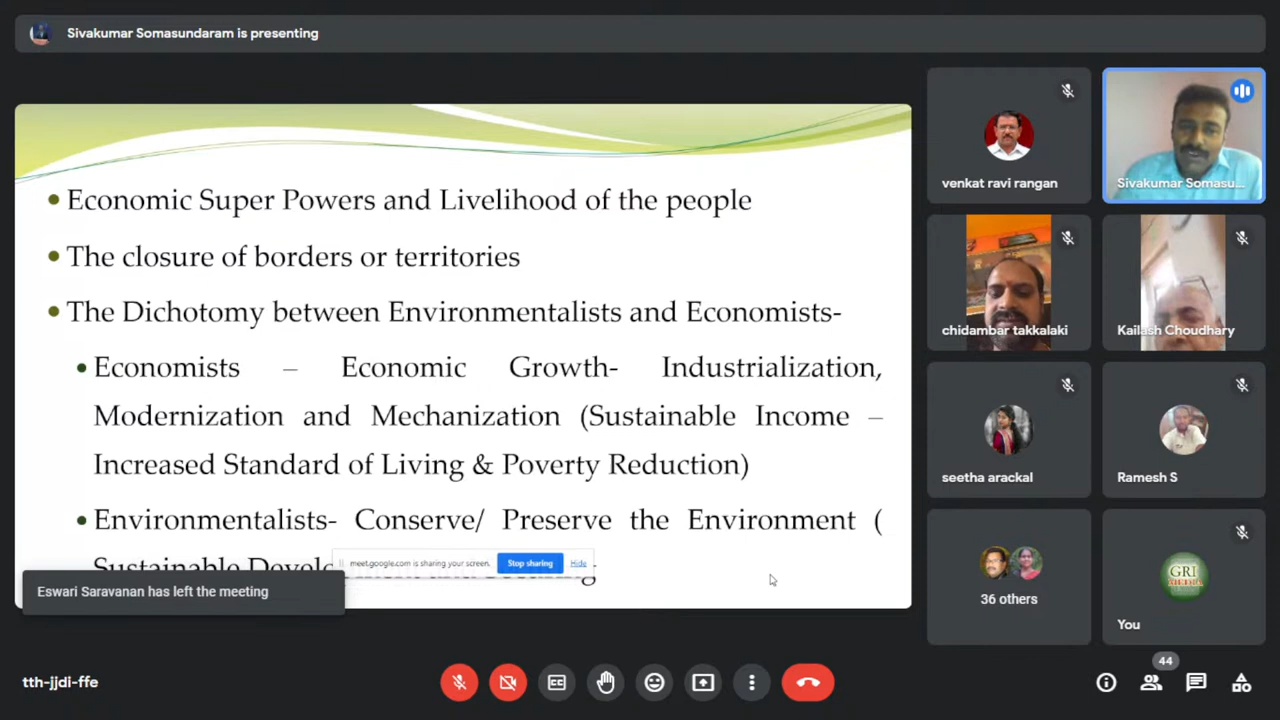 Sivakumar Somasundaram is presenting
Economic Super Powers and Livelihood of the people
The closure of borders or territories
The Dichotomy between Environmentalists and Economists-
Economists – Economic Growth- Industrialization,
Modernization and Mechanization (Sustainable Income –
Increased Standard of Living & Poverty Reduction)
Environmentalists- Conserve/ Preserve the Environment (
Sustainable
meet.google.com is sharing your screen. Stop sharing Hide
Eswari Saravanan has left the meeting
venkat ravi rangan
Sivakumar Somasu...
chidambar takkalaki
Kailash Choudhary
seetha arackal
Ramesh S
36 others
GRI
You
tth-jjdi-ffe
44